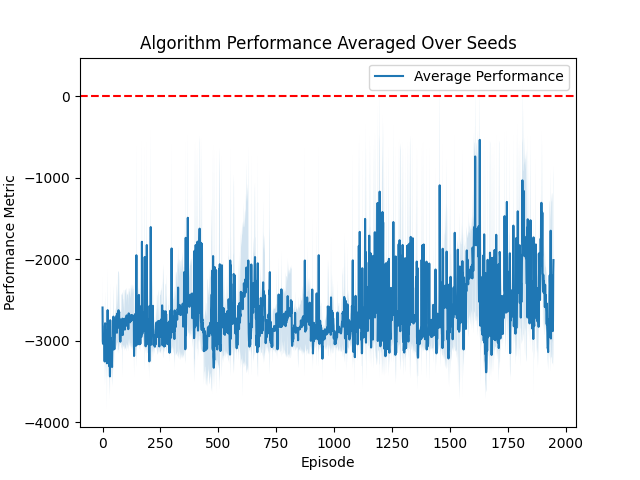 Algorithm Performance Averaged Over Seeds
Average Performance
Performance Metric
0
−1000
−2000
−3000
−4000
0 250 500 750 1000 1250 1500 1750 2000
Episode